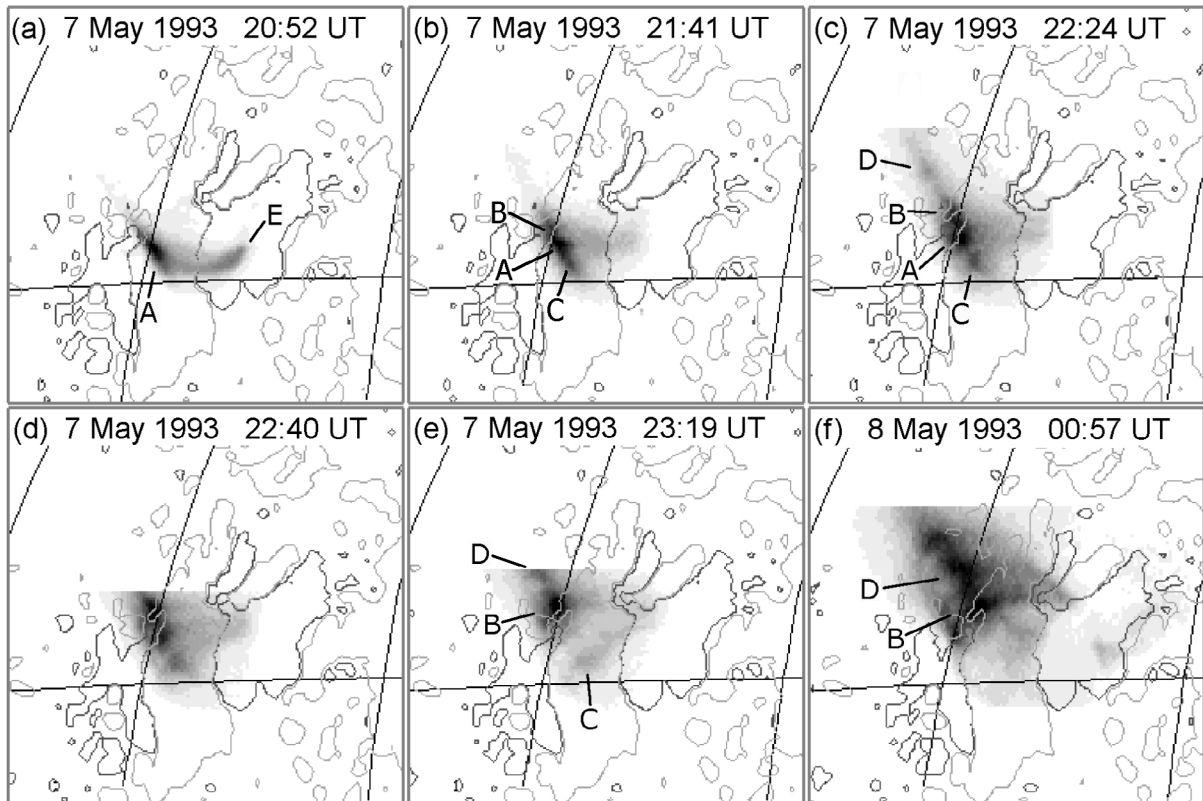 (a) 7 May 1993 20:52 UT
E
A
(b) 7 May 1993 21:41 UT
B
A
C
(c) 7 May 1993 22:24 UT
D
B
A
C
(d) 7 May 1993 22:40 UT
(e) 7 May 1993 23:19 UT
D
B
C
(f) 8 May 1993 00:57 UT
D
B